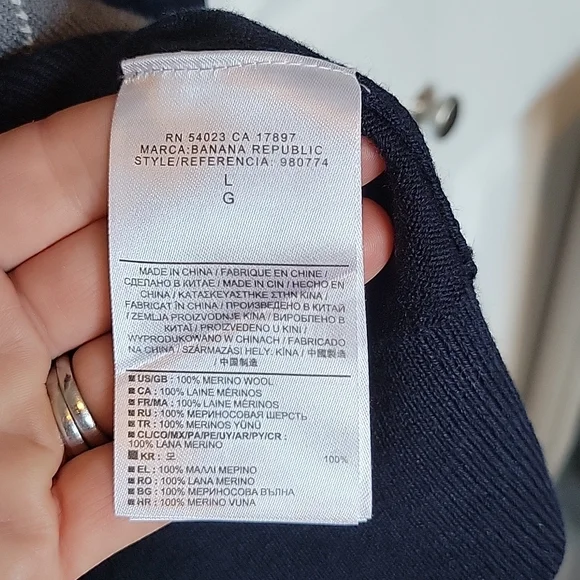 RN 54023 CA 17897
MARCA:BANANA REPUBLIC
STYLE/REFERENCIA: 980774
L
G
MADE IN CHINA / FABRIQUE EN CHINE /
СДЕЛАНО В КИТАЕ / MADE IN CIN / HECHO EN
CHINA / ΚΑΤΑΣΚΕΥΑΣΤΗΚΕ ΣΤΗΝ ΚΙΝΑ /
FABRICAT ÎN CHINA / ПРОИЗВЕДЕНО В КИТАЙ
/ ZEMLJA PROIZVODNJE KINA / ВИРОБЛЕНО В
КИТАЇ / PROIZVEDENO U KINI /
WYPRODUKOWANO W CHINACH / FABRICADO
NA CHINA / SZÁRMAZÁSI HELY: KÍNA / 中國製造
/ 中国制造
US/GB : 100% MERINO WOOL
CA : 100% LAINE MÉRINOS
FR/MA : 100% LAINE MÉRINOS
RU : 100% МЕРИНОСОВАЯ ШЕРСТЬ
TR : 100% MERINOS YÜNÜ
CL/CO/MX/PA/PE/UY/AR/PY/CR :
100% LANA MERINO
KR : 모 100%
EL : 100% ΜΑΛΛΙ ΜΕΡΙΝΟ
RO : 100% LANA MERINO
BG : 100% МЕРИНОСОВА ВЪЛНА
HR : 100% MERINO VUNA